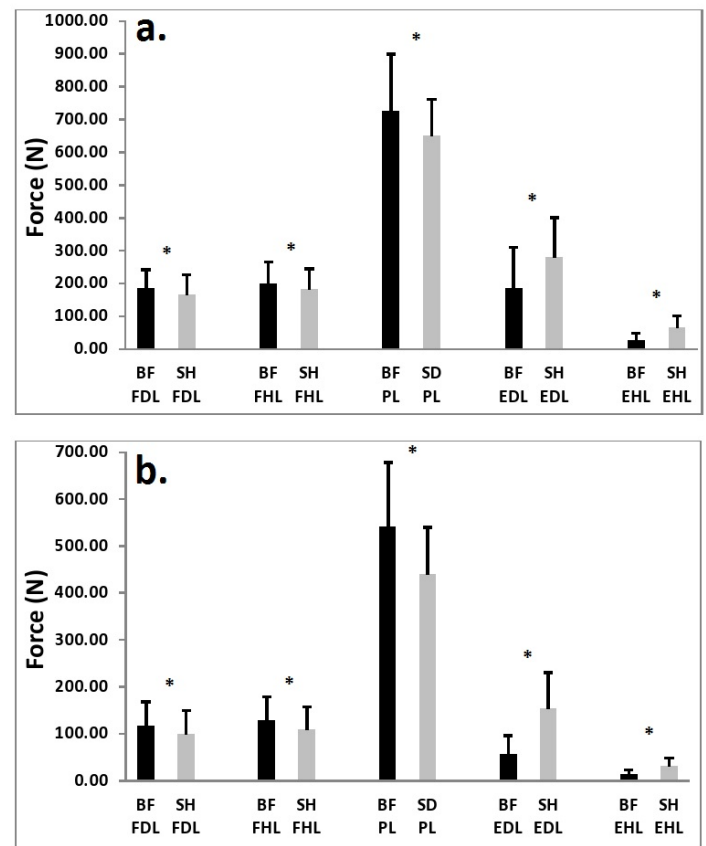 a.
Force (N)
1000.00
900.00
800.00
700.00
600.00
500.00
400.00
300.00
200.00
100.00
0.00
* * * * *
BF SH BF SH BF SD BF SH BF SH
FDL FDL FHL FHL PL PL EDL EDL EHL EHL
b.
Force (N)
700.00
600.00
500.00
400.00
300.00
200.00
100.00
0.00
* * * * *
BF SH BF SH BF SD BF SH BF SH
FDL FDL FHL FHL PL PL EDL EDL EHL EHL